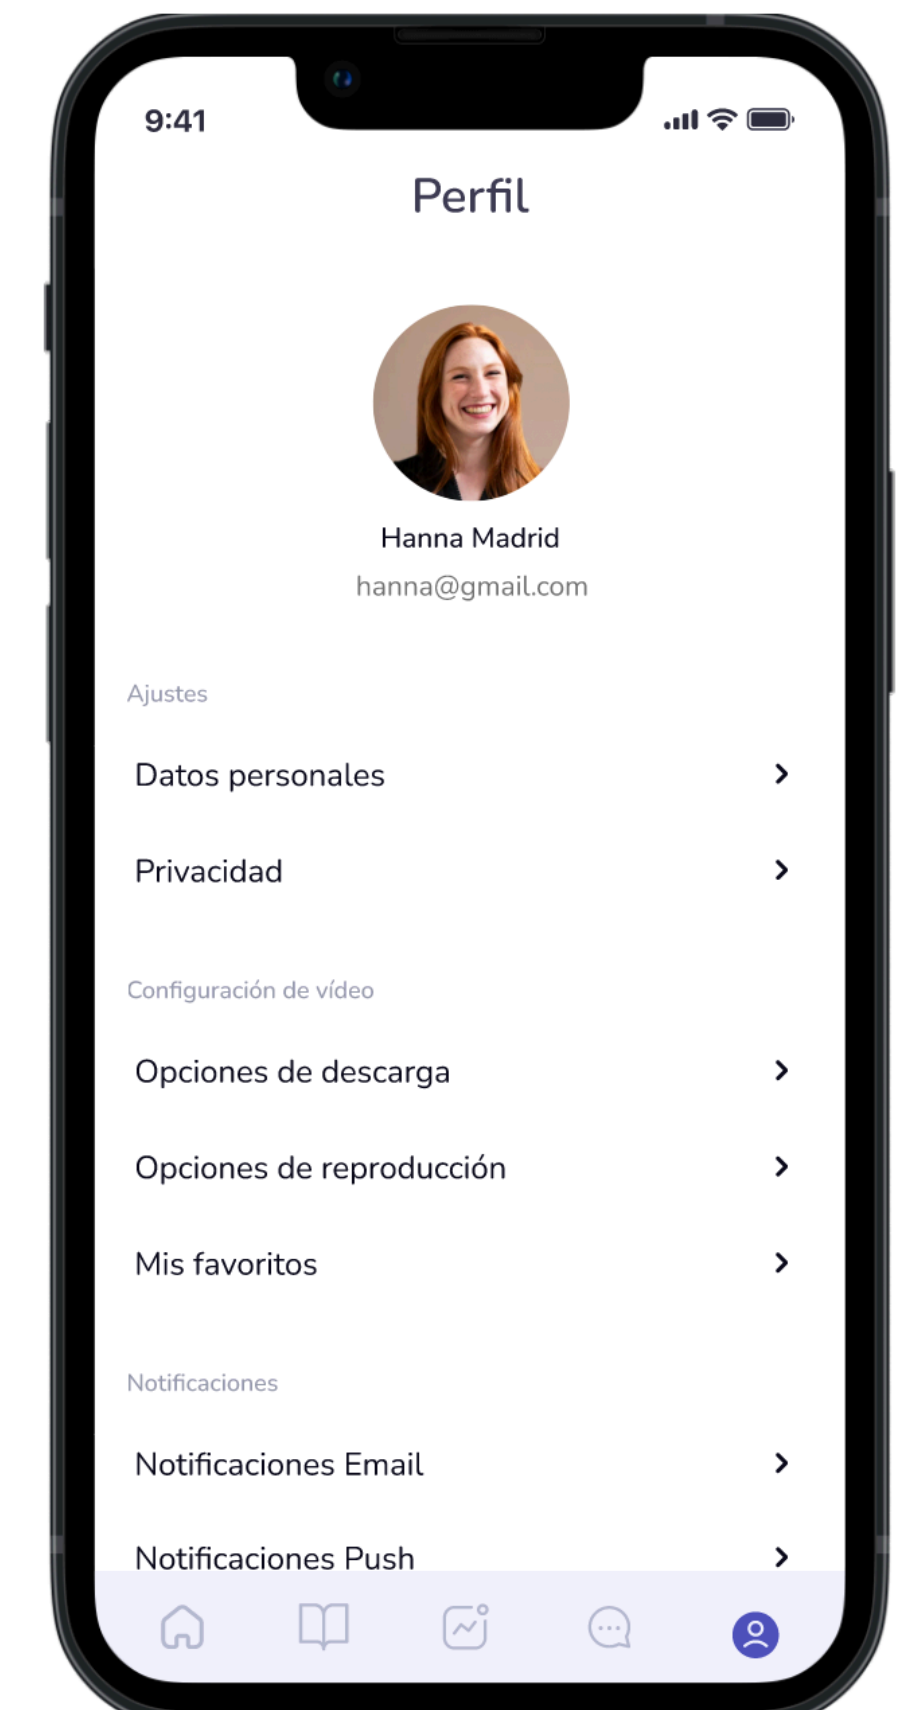 9:41
Perfil
Hanna Madrid
hanna@gmail.com
Ajustes
Datos personales
Privacidad
Configuración de vídeo
Opciones de descarga
Opciones de reproducción
Mis favoritos
Notificaciones
Notificaciones Email
Notificaciones Push